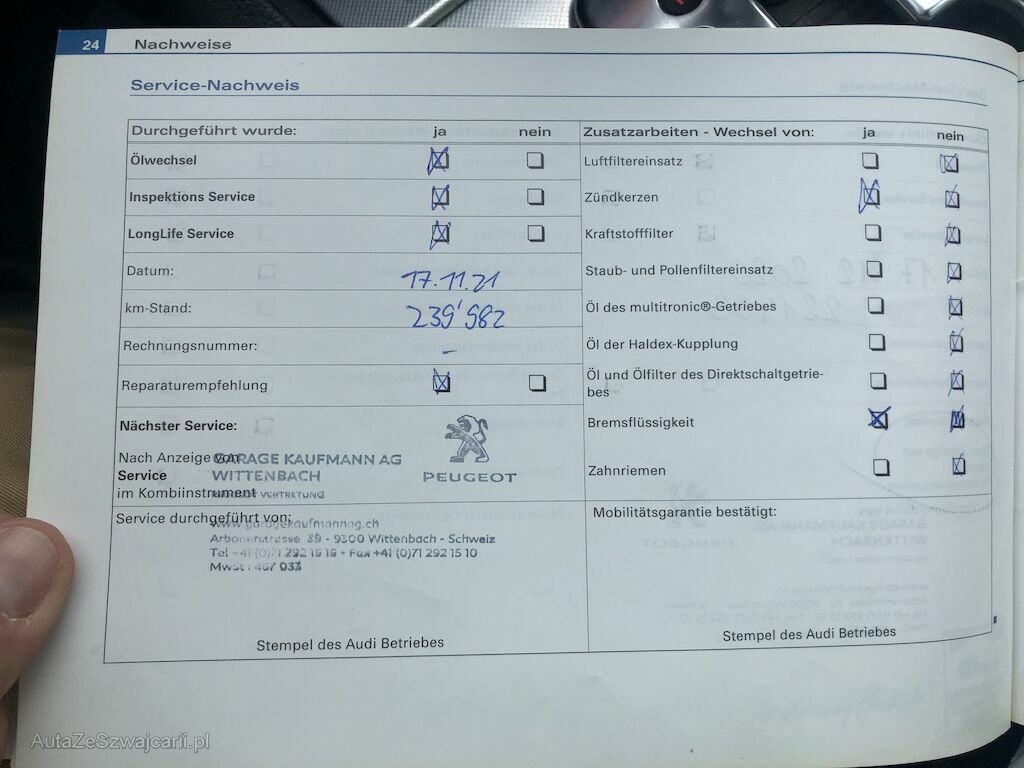 24 Nachweise
Service-Nachweis
Durchgeführt wurde: ja nein
Ölwechsel
Inspektions Service
LongLife Service
Datum: 17.11.21
km-Stand: 239'982
Rechnungsnummer: -
Reparaturempfehlung
Nächster Service:
Nach Anzeige von
Service
im Kombiinstrument
GARAGE KAUFMANN AG
WITTENBACH
PEUGEOT VERTRETUNG
PEUGEOT
Service durchgeführt von:
www.garagekaufmannag.ch
Arbonerstrasse 39 - 9300 Wittenbach - Schweiz
Tel +41 (0)71 292 15 15 - Fax +41 (0)71 292 15 10
MwSt 467 033
Stempel des Audi Betriebes
Zusatzarbeiten - Wechsel von: ja nein
Luftfiltereinsatz
Zündkerzen
Kraftstofffilter
Staub- und Pollenfiltereinsatz
Öl des multitronic®-Getriebes
Öl der Haldex-Kupplung
Öl und Ölfilter des Direktschaltgetrie-
bes
Bremsflüssigkeit
Zahnriemen
Mobilitätsgarantie bestätigt:
Stempel des Audi Betriebes
AutaZeSzwajcarii.pl